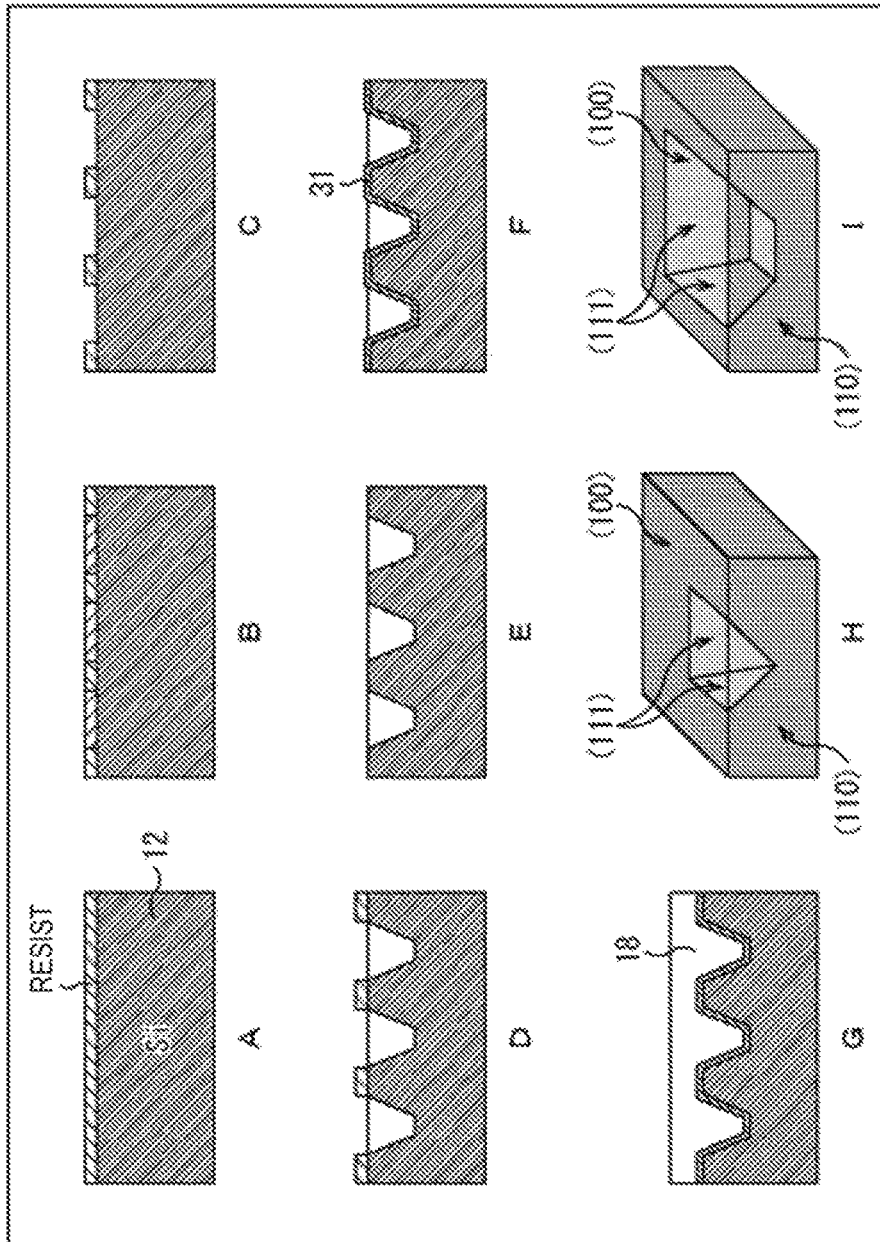 RESIST
12
Si
A
B
C
D
E
31
F
18
G
(100)
(111)
(110)
H
(100)
(111)
(110)
I